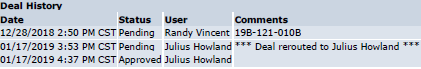 Deal History
Date Status User Comments
12/28/2018 2:50 PM CST Pending Randy Vincent 19B-121-010B
01/17/2019 3:53 PM CST Pending Julius Howland *** Deal rerouted to Julius Howland ***
01/17/2019 4:37 PM CST Approved Julius Howland